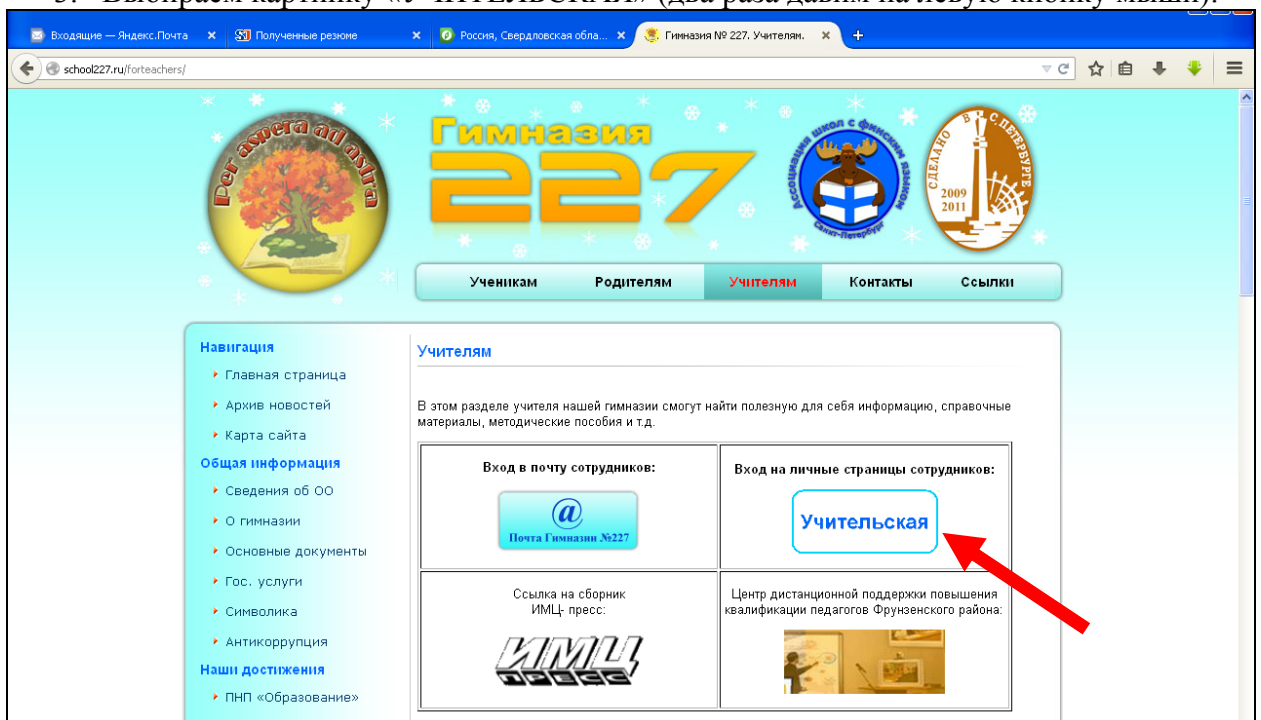 3. Выбираем картинку «УЧИТЕЛЬСКАЯ» (два раза давим на левую кнопку мыши).
Входящие — Яндекс.Почта
Полученные резюме
Россия, Свердловская обла...
Гимназия № 227. Учителям.
school227.ru/forteachers/
Per aspera ad astra
Гимназия
227
Ассоциация школ с финским языком
Санкт-Петербург
СДЕЛАНО В С.ПЕТЕРБУРГЕ
2009
2011
Ученикам
Родителям
Учителям
Контакты
Ссылки
Навигация
Главная страница
Архив новостей
Карта сайта
Общая информация
Сведения об ОО
О гимназии
Основные документы
Гос. услуги
Символика
Антикоррупция
Наши достижения
ПНП «Образование»
Учителям
В этом разделе учителя нашей гимназии смогут найти полезную для себя информацию, справочные
материалы, методические пособия и т.д.
Вход в почту сотрудников:
@
Почта Гимназии №227
Вход на личные страницы сотрудников:
Учительская
Ссылка на сборник
ИМЦ- пресс:
ИМЦ
ПРЕСС
Центр дистанционной поддержки повышения
квалификации педагогов Фрунзенского района: